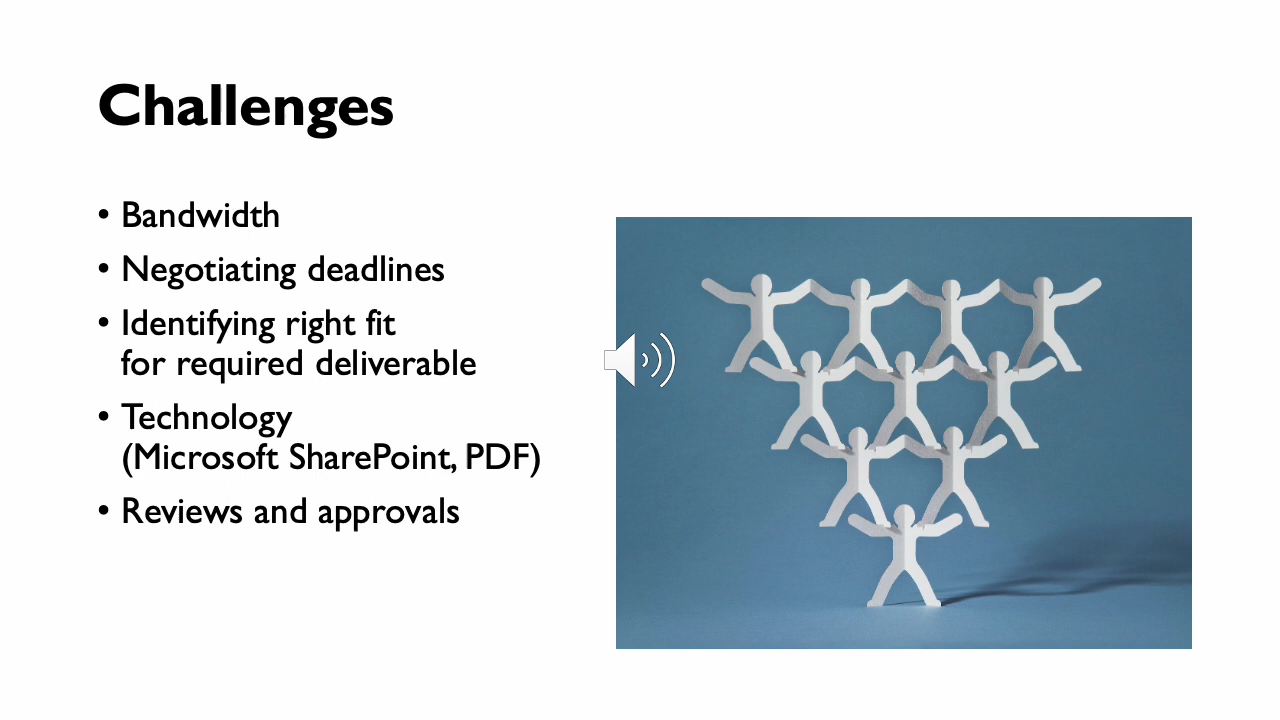 Challenges
• Bandwidth
• Negotiating deadlines
• Identifying right fit
for required deliverable
• Technology
(Microsoft SharePoint, PDF)
• Reviews and approvals